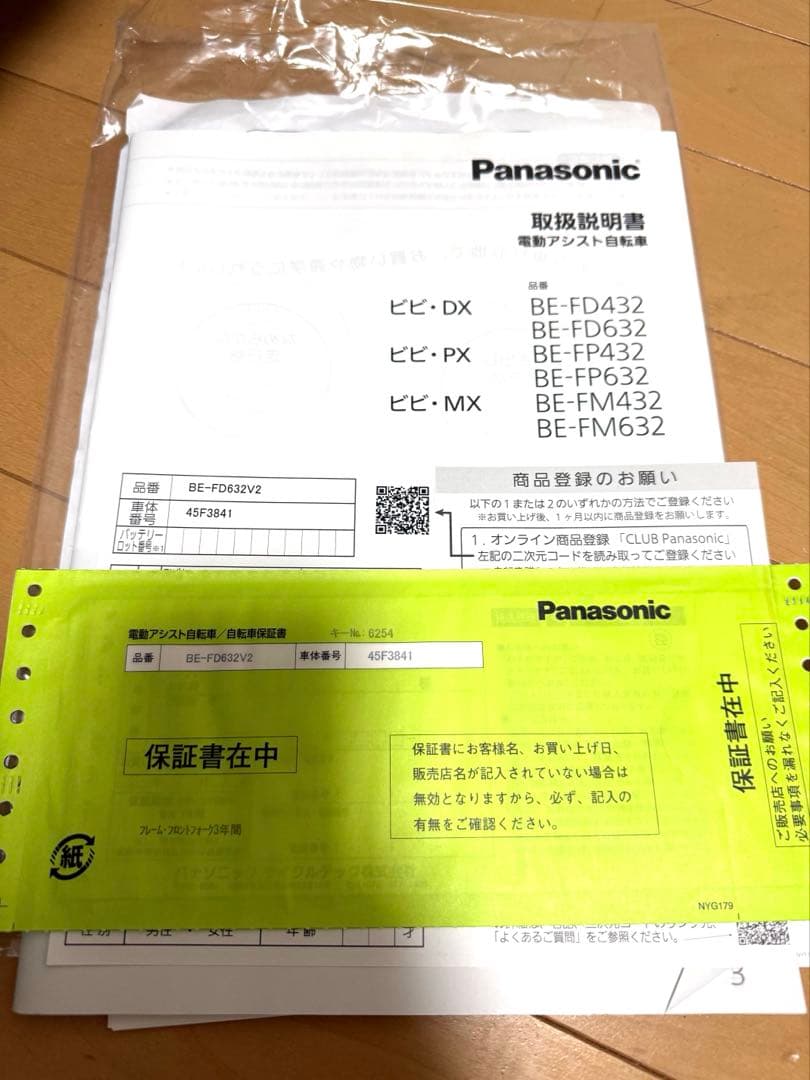 Panasonic
取扱説明書
電動アシスト自転車
品番
ビビ・DX BE-FD432
BE-FD632
ビビ・PX BE-FP432
BE-FP632
ビビ・MX BE-FM432
BE-FM632
品番 BE-FD632V2
車体番号 45F3841
バッテリーロット番号※1
商品登録のお願い
以下の1または2のいずれかの方法でご登録ください
※お買い上げ後、1ヶ月以内に商品登録をお願いします。
1. オンライン商品登録 「CLUB Panasonic」
左記の二次元コードを読み取ってご登録ください
Panasonic
電動アシスト自転車/自転車保証書 キーNo.:6254
品番 BE-FD632V2 車体番号 45F3841
保証書在中
保証書にお客様名、お買い上げ日、
販売店名が記入されていない場合は
無効となりますから、必ず、記入の
有無をご確認ください。
フレーム・フロントフォーク3年間
紙
保証書在中
ご販売店へのお願い
必要事項を漏れなくご記入ください
NYG179
性別 男性・女性 年齢 才
「よくあるご質問」をご参照ください。